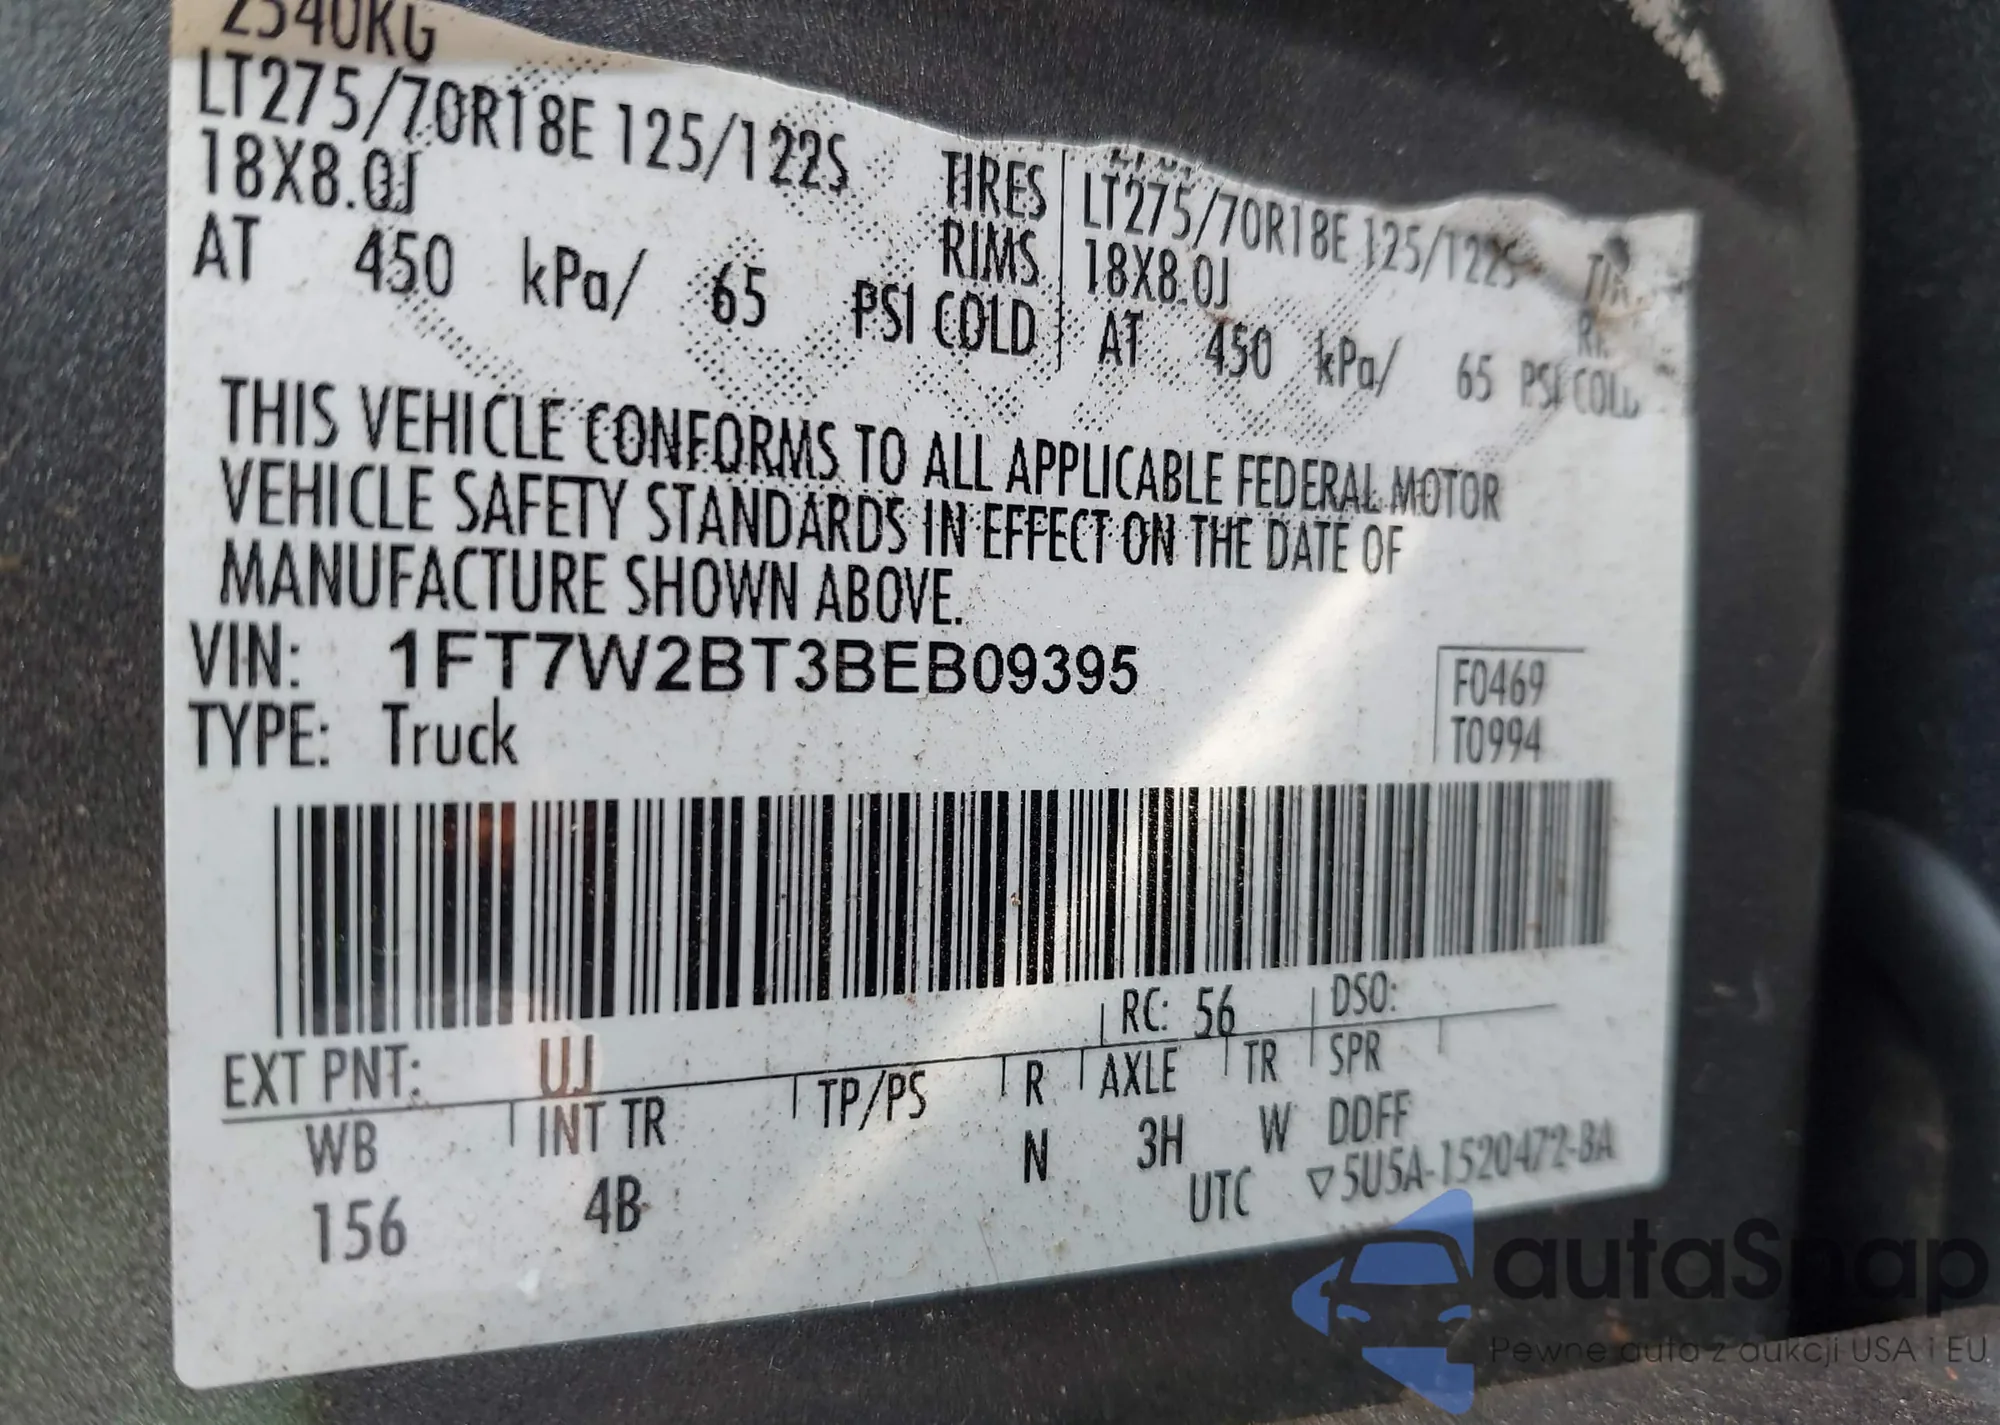 2540KG
LT275/70R18E 125/122S TIRES
18X8.0J RIMS
AT 450 kPa/ 65 PSI COLD
LT275/70R18E 125/122S
18X8.0J
AT 450 kPa/ 65 PSI COLD
THIS VEHICLE CONFORMS TO ALL APPLICABLE FEDERAL MOTOR
VEHICLE SAFETY STANDARDS IN EFFECT ON THE DATE OF
MANUFACTURE SHOWN ABOVE.
VIN: 1FT7W2BT3BEB09395
TYPE: Truck
F0469
T0994
RC: 56 DSO:
EXT PNT: UJ
WB INT TR TP/PS R AXLE TR SPR
156 4B N 3H W DDFF
UTC ▽5U5A-1520472-BA
autaSnap
Pewne auta z aukcji USA i EU